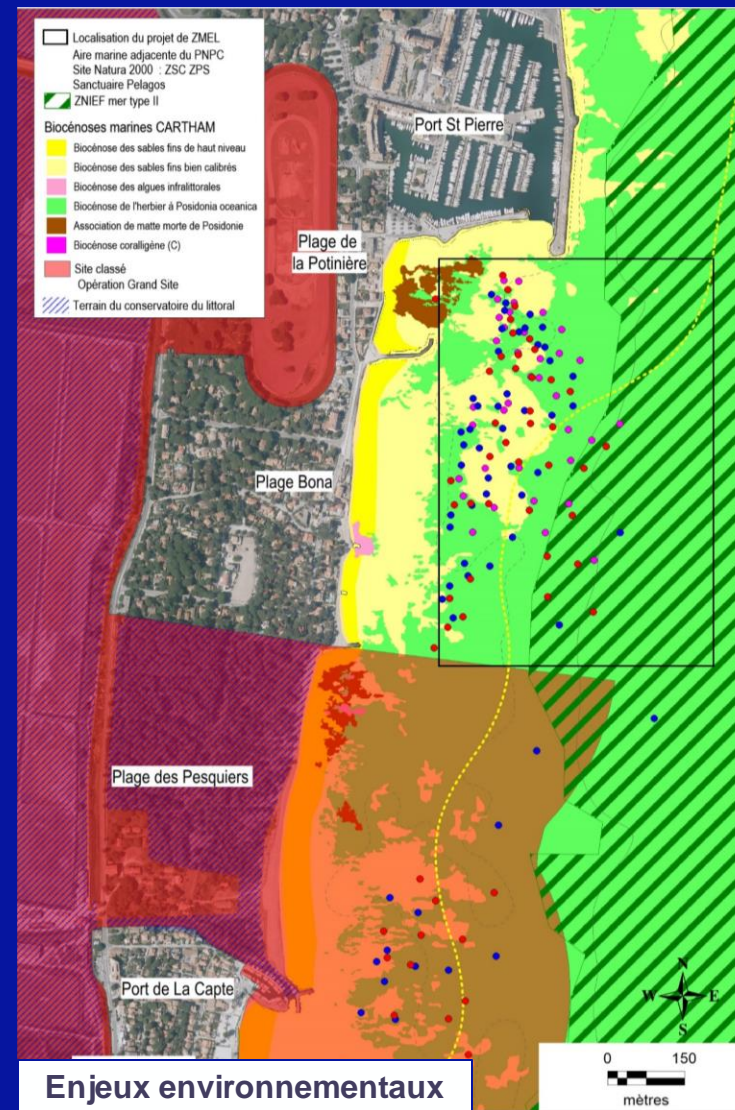 Localisation du projet de ZMEL
Aire marine adjacente du PNPC
Site Natura 2000 : ZSC ZPS
Sanctuaire Pelagos
ZNIEF mer type II
Biocénoses marines CARTHAM
Biocénose des sables fins de haut niveau
Biocénose des sables fins bien calibrés
Biocénose des algues infralittorales
Biocénose de l'herbier à Posidonia oceanica
Association de matte morte de Posidonie
Biocénose coralligène (C)
Site classé
Opération Grand Site
Terrain du conservatoire du littoral
Port St Pierre
Plage de
la Potinière
Plage Bona
Plage des Pesquiers
Port de La Capte
N
W E
S
0 150
mètres
Enjeux environnementaux